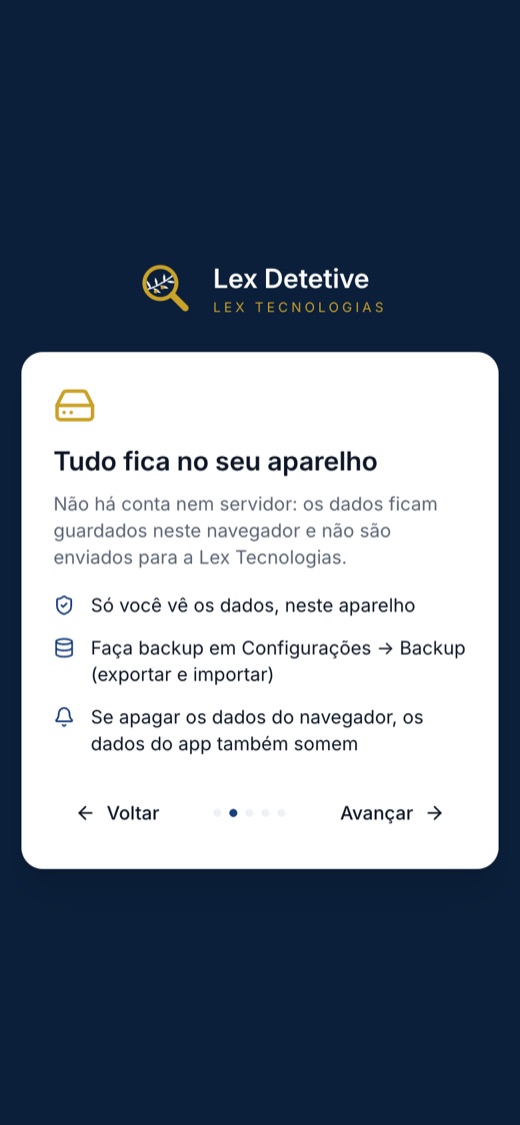 Lex Detetive
LEX TECNOLOGIAS
Tudo fica no seu aparelho
Não há conta nem servidor: os dados ficam
guardados neste navegador e não são
enviados para a Lex Tecnologias.
Só você vê os dados, neste aparelho
Faça backup em Configurações → Backup
(exportar e importar)
Se apagar os dados do navegador, os
dados do app também somem
← Voltar
Avançar →